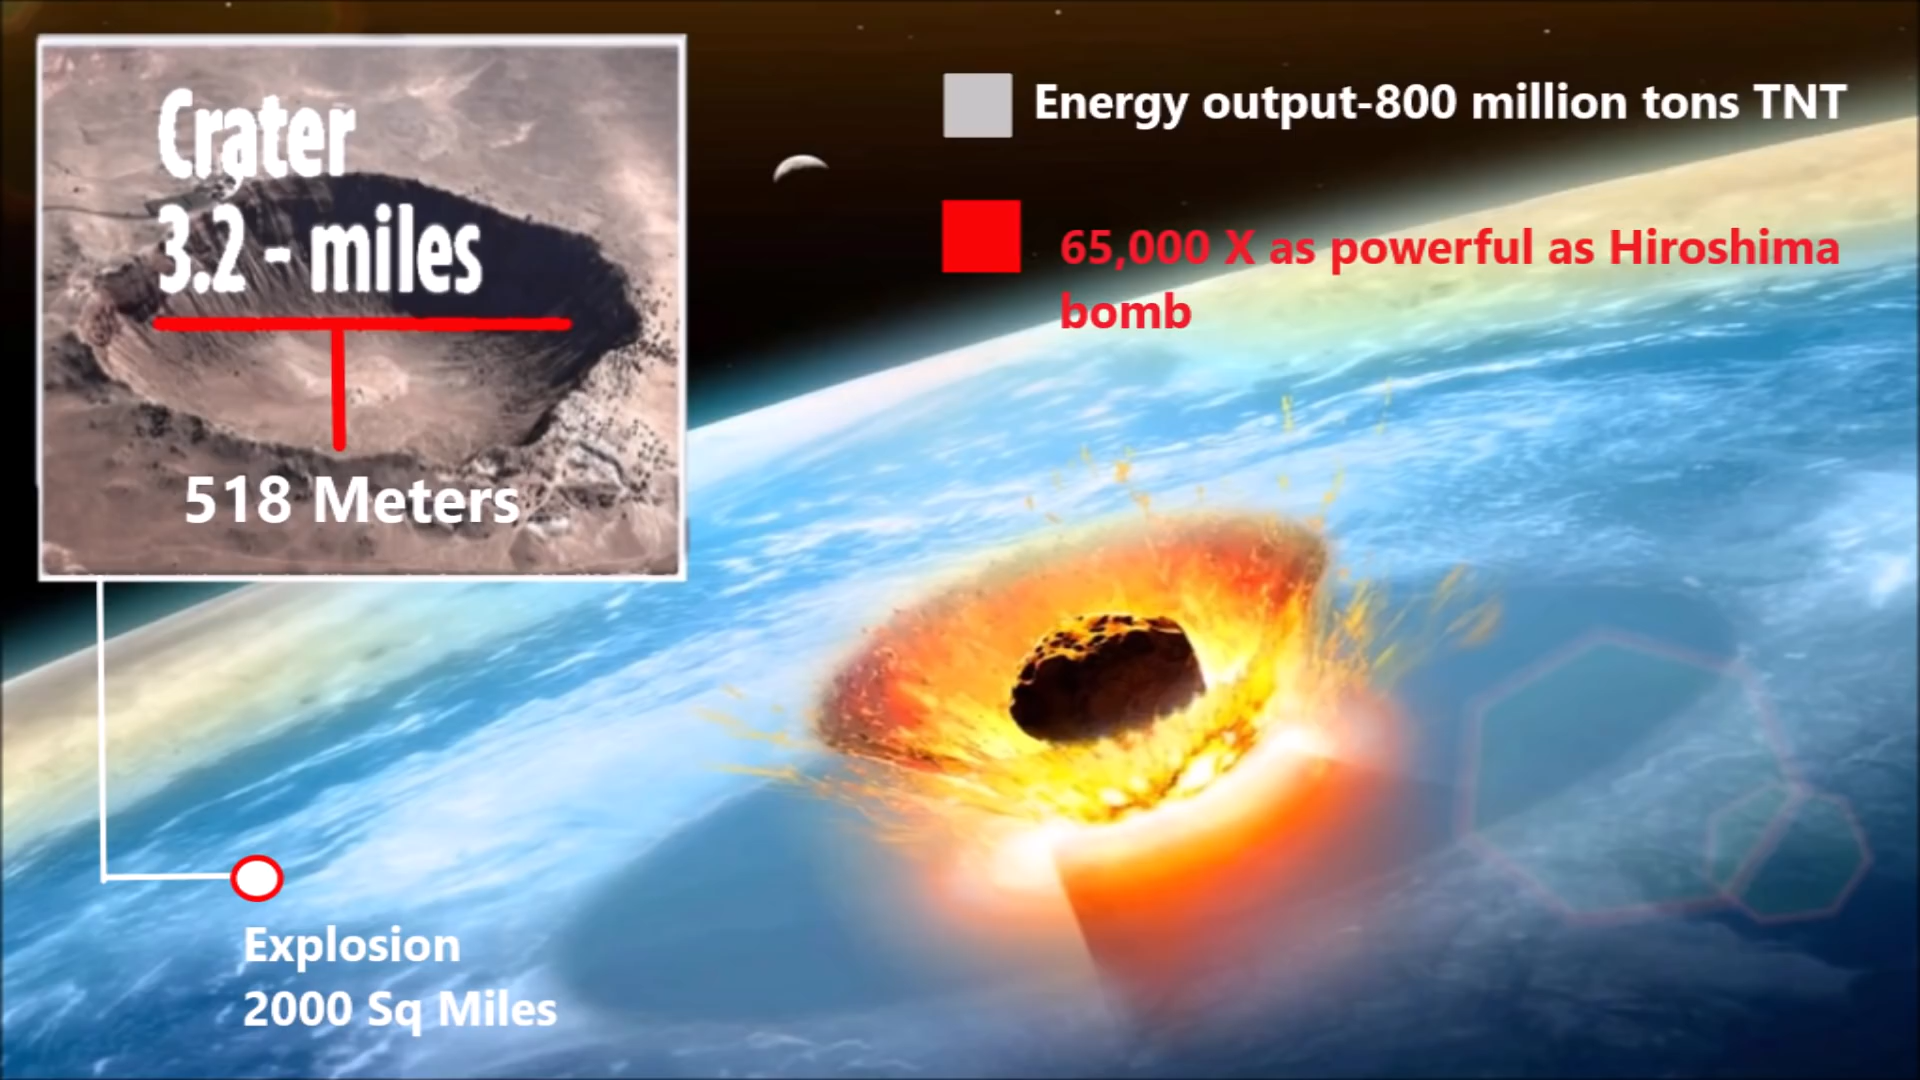 Crater
3.2 - miles
518 Meters
Energy output-800 million tons TNT
65,000 X as powerful as Hiroshima
bomb
Explosion
2000 Sq Miles